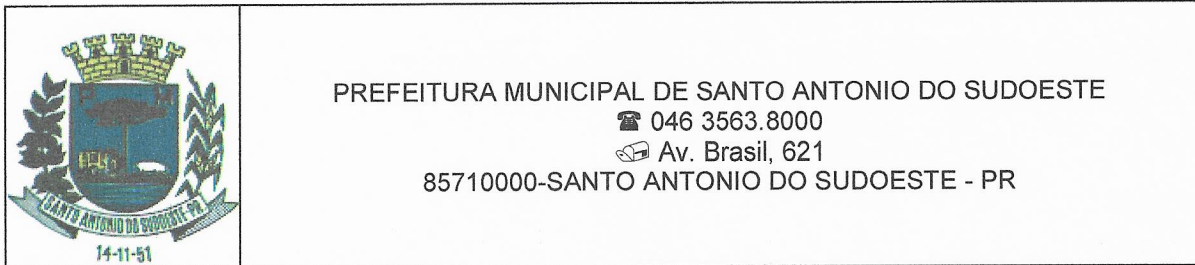 PREFEITURA MUNICIPAL DE SANTO ANTONIO DO SUDOESTE
☎ 046 3563.8000
Av. Brasil, 621
85710000-SANTO ANTONIO DO SUDOESTE - PR
P M
SANTO ANTONIO DO SUDOESTE-PR
14-11-51